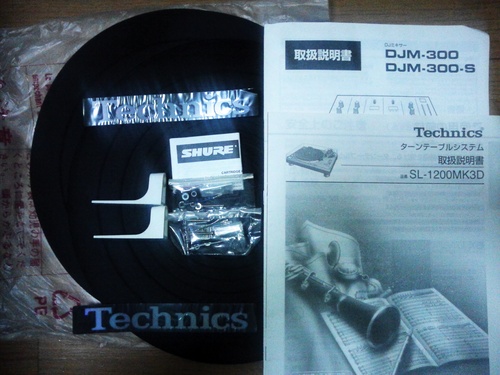 Technics
SHURE
Technics
取扱説明書
DJミキサー
DJM-300
DJM-300-S
Technics
ターンテーブルシステム
取扱説明書
品番 SL-1200MK3D
PE